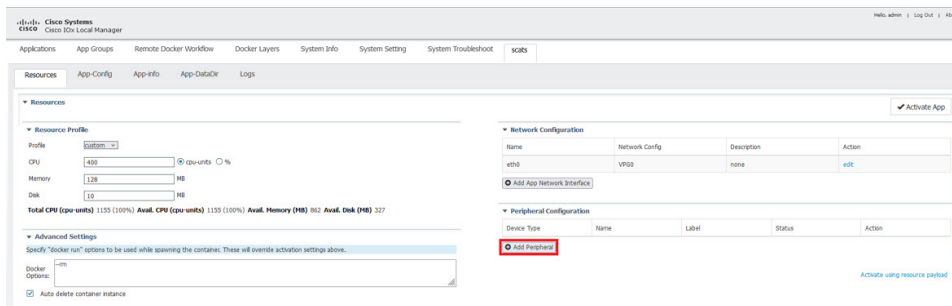 Hello, admin | Log Out | Ab
Cisco Systems
CISCO Cisco IOx Local Manager
Applications App Groups Remote Docker Workflow Docker Layers System Info System Setting System Troubleshoot scats
Resources App-Config App-info App-DataDir Logs
Resources
Activate App
Resource Profile
Profile custom
CPU 400 cpu-units %
Memory 128 MB
Disk 10 MB
Total CPU (cpu-units) 1155 (100%) Avail. CPU (cpu-units) 1155 (100%) Avail. Memory (MB) 862 Avail. Disk (MB) 327
Advanced Settings
Specify "docker run" options to be used while spawning the container. These will override activation settings above.
Docker Options: --rm
Auto delete container instance
Network Configuration
Name Network Config Description Action
eth0 VPG0 none edit
Add App Network Interface
Peripheral Configuration
Device Type Name Label Status Action
Add Peripheral
Activate using resource payload